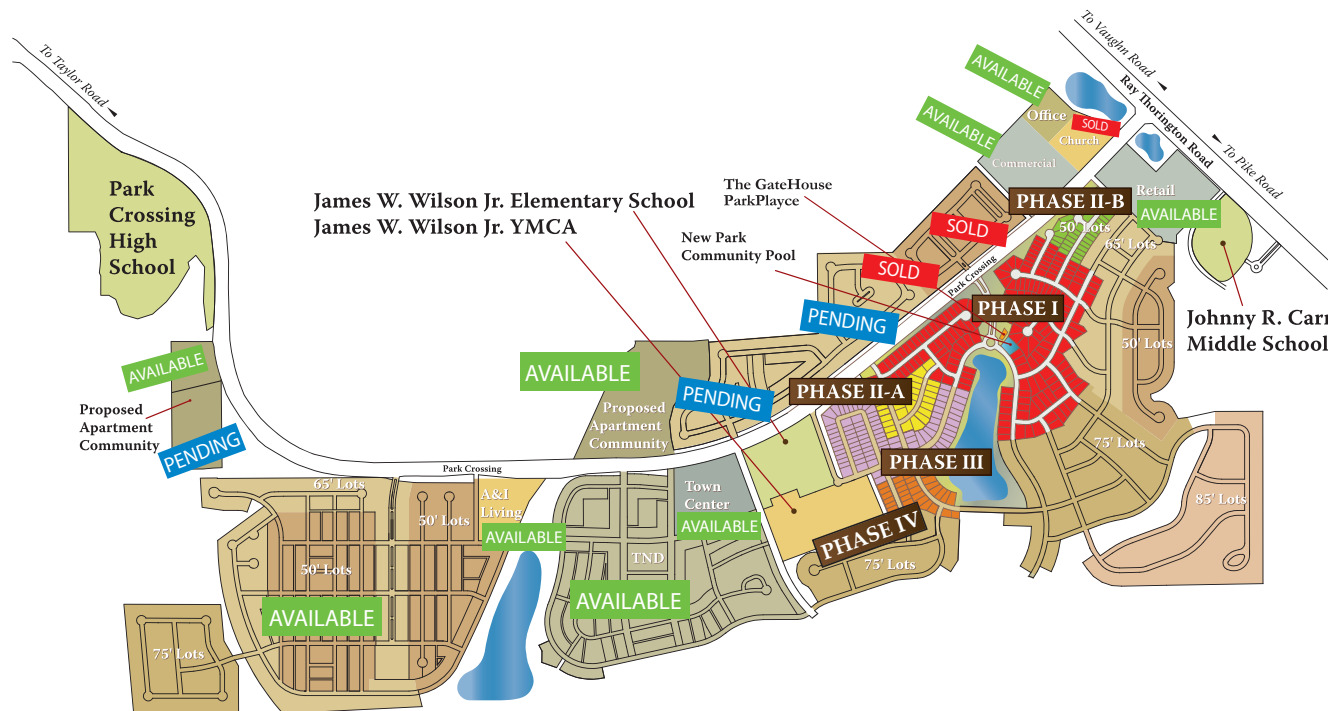 To Taylor Road
To Vaughn Road
Ray Thorington Road
To Pike Road
AVAILABLE
AVAILABLE
Office
SOLD
Church
Commercial
Retail
AVAILABLE
PHASE II-B
50' Lots
65' Lots
Park
Crossing
High
School
James W. Wilson Jr. Elementary School
James W. Wilson Jr. YMCA
The GateHouse
ParkPlayce
New Park
Community Pool
SOLD
SOLD
Park Crossing
PENDING
PHASE I
Johnny R. Carr
Middle School
50' Lots
AVAILABLE
AVAILABLE
PENDING
PHASE II-A
Proposed
Apartment
Community
Proposed
Apartment
Community
PENDING
75' Lots
PHASE III
Park Crossing
65' Lots
A&I
Living
Town
Center
85' Lots
50' Lots
AVAILABLE
AVAILABLE
PHASE IV
TND
75' Lots
50' Lots
AVAILABLE
AVAILABLE
75' Lots